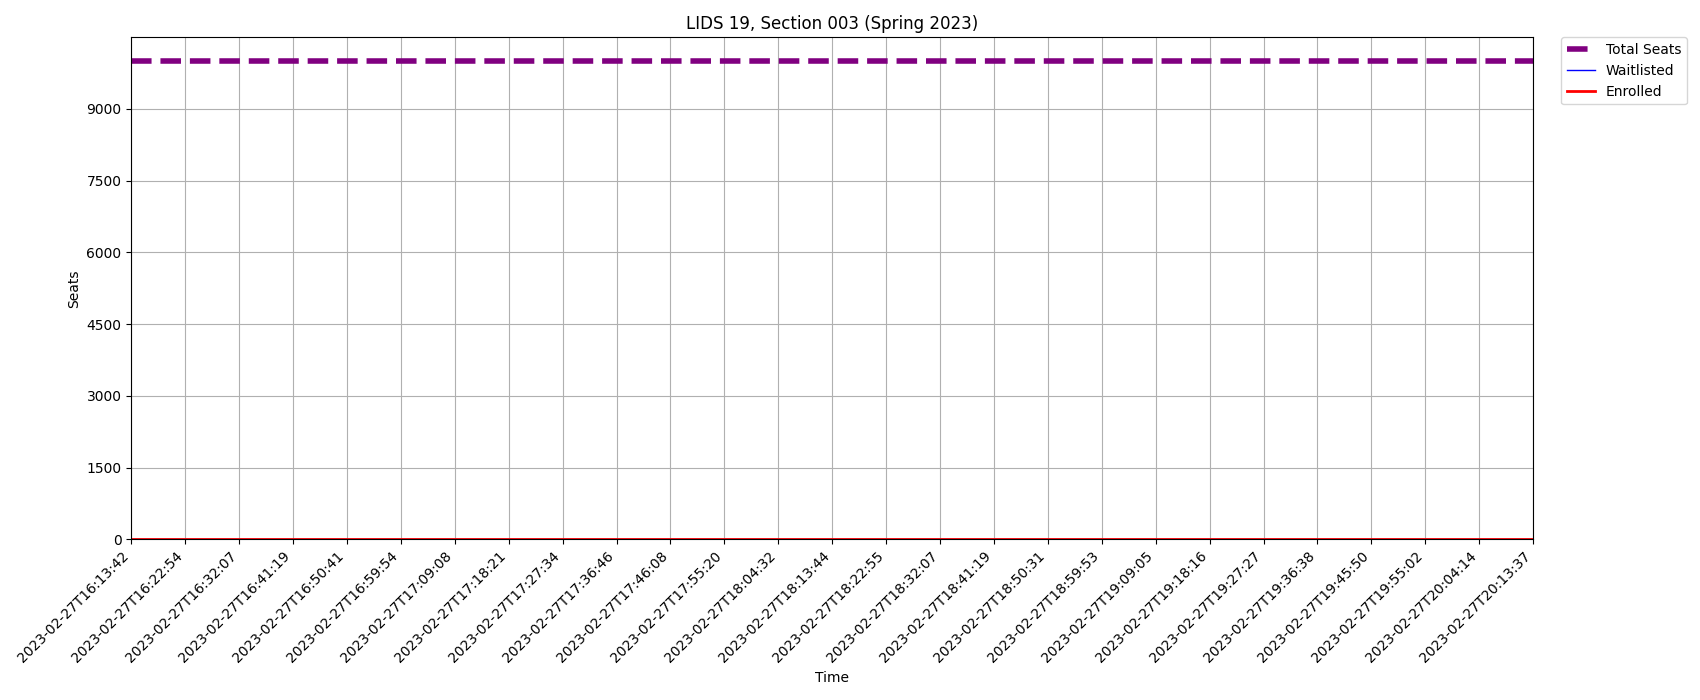 LIDS 19, Section 003 (Spring 2023)
Total Seats
Waitlisted
Enrolled
9000
7500
6000
4500
3000
1500
0
Seats
2023-02-27T16:13:42
2023-02-27T16:22:54
2023-02-27T16:32:07
2023-02-27T16:41:19
2023-02-27T16:50:41
2023-02-27T16:59:54
2023-02-27T17:09:08
2023-02-27T17:18:21
2023-02-27T17:27:34
2023-02-27T17:36:46
2023-02-27T17:46:08
2023-02-27T17:55:20
2023-02-27T18:04:32
2023-02-27T18:13:44
2023-02-27T18:22:55
2023-02-27T18:32:07
2023-02-27T18:41:19
2023-02-27T18:50:31
2023-02-27T18:59:53
2023-02-27T19:09:05
2023-02-27T19:18:16
2023-02-27T19:27:27
2023-02-27T19:36:38
2023-02-27T19:45:50
2023-02-27T19:55:02
2023-02-27T20:04:14
2023-02-27T20:13:37
Time